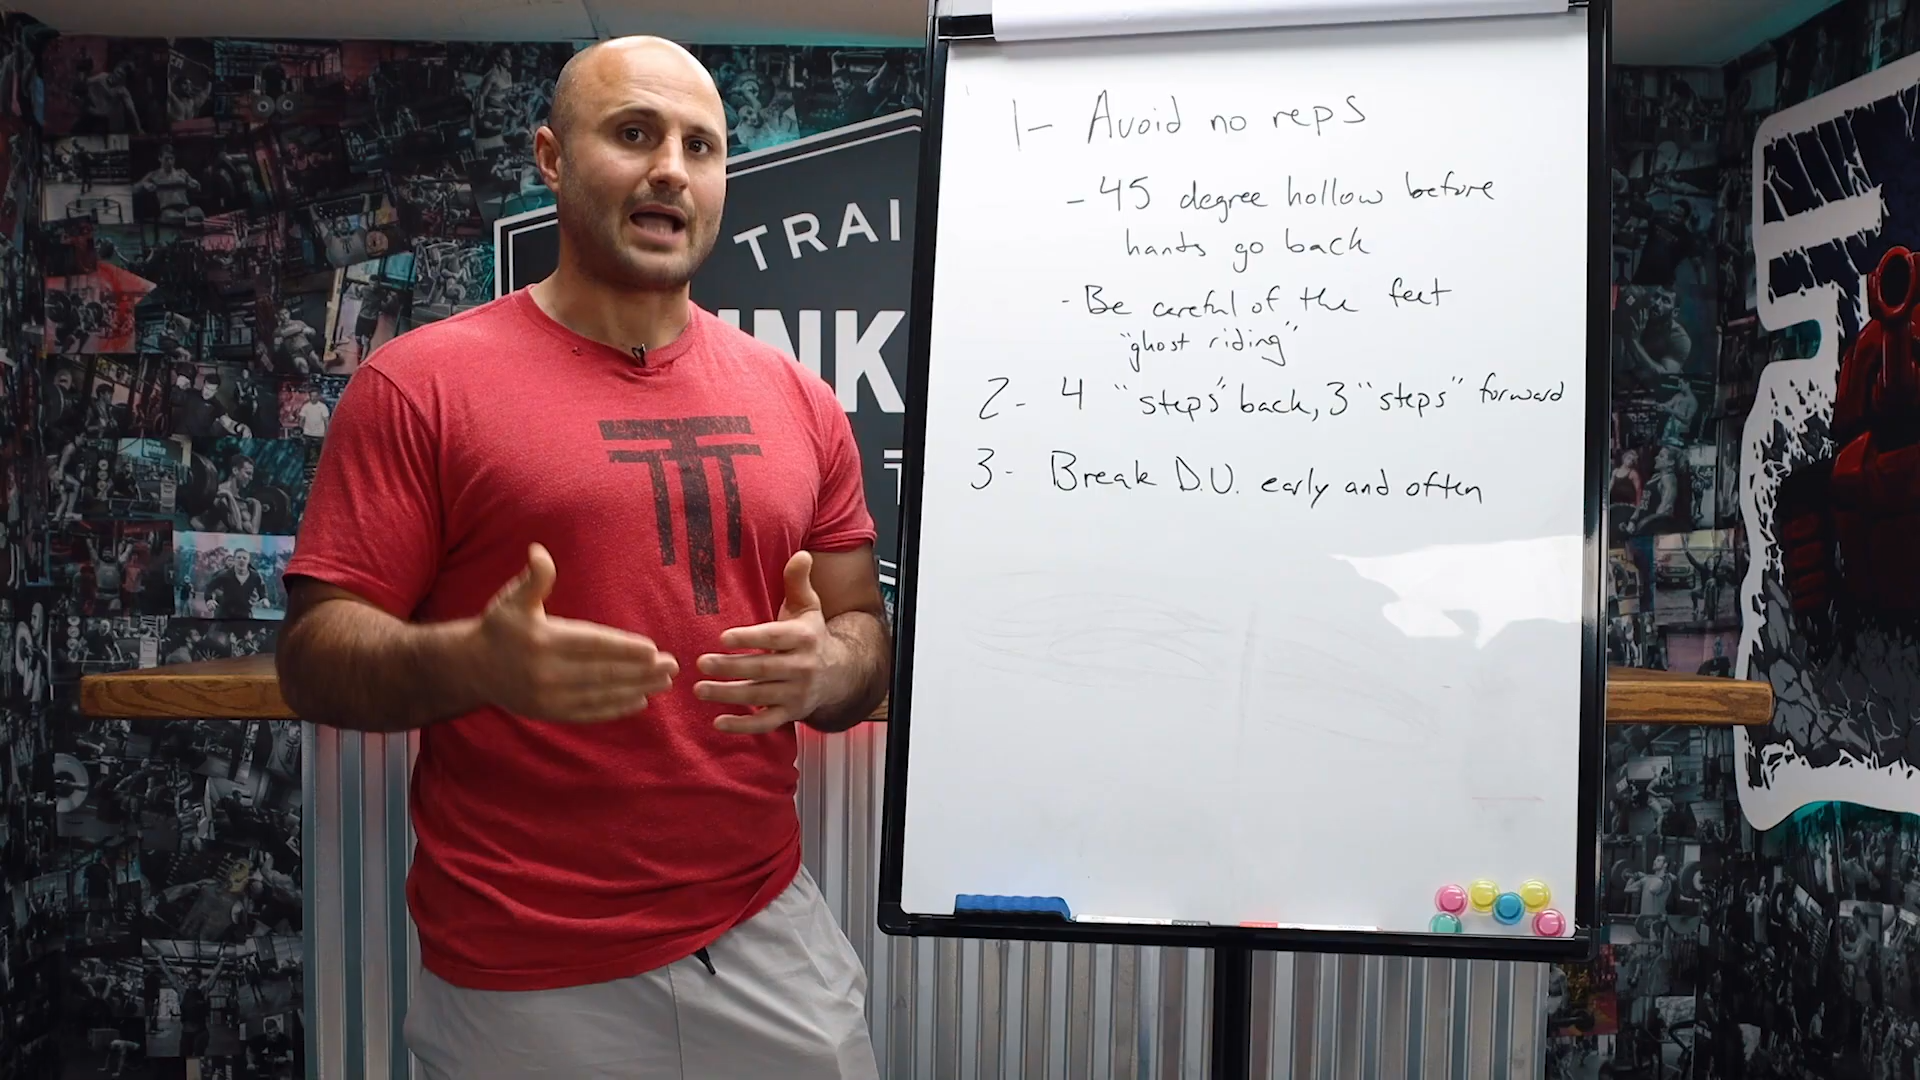 1- Avoid no reps
- 45 degree hollow before
hands go back
- Be careful of the feet
"ghost riding"
2- 4 "steps" back, 3 "steps" forward
3- Break D.U. early and often
TRAI
INK
T